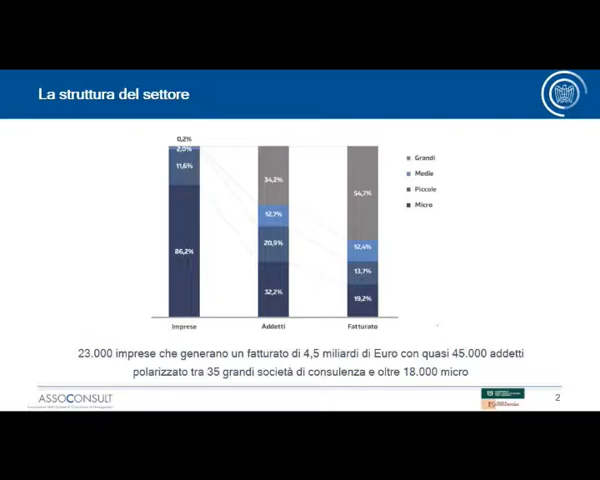 La struttura del settore
0,2%
2,0%
11,6%
86,2%
34,2%
12,7%
20,9%
32,2%
54,7%
12,4%
13,7%
19,2%
Grandi
Medie
Piccole
Micro
Imprese
Addetti
Fatturato
23.000 imprese che generano un fatturato di 4,5 miliardi di Euro con quasi 45.000 addetti
polarizzato tra 35 grandi società di consulenza e oltre 18.000 micro
ASSOCONSULT
2